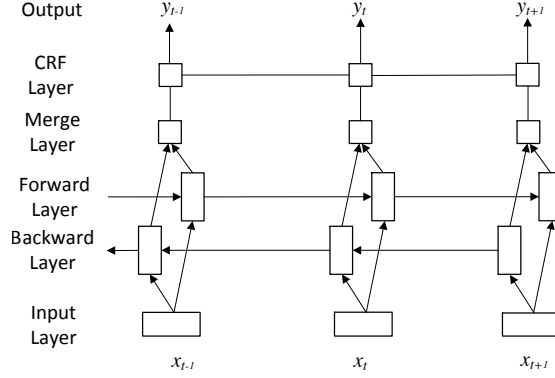 Output y_{t-1} y_t y_{t+1}
CRF
Layer
Merge
Layer
Forward
Layer
Backward
Layer
Input
Layer
x_{t-1} x_t x_{t+1}